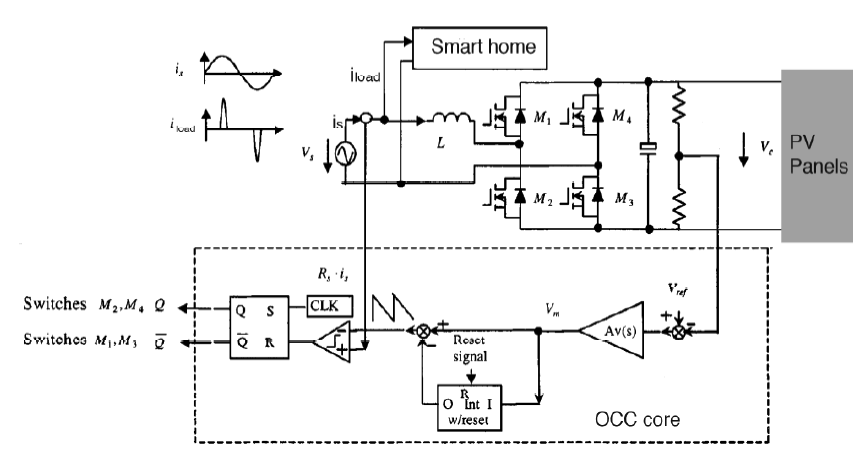 Smart home
i_s
i_load
i_load
i_s
V_s
L
M_1
M_4
M_2
M_3
V_c
PV
Panels
R_s · i_s
V_ref
Switches M_2,M_4 Q
Q S
CLK
V_m
+
-
Av(s)
Switches M_1,M_3 Q̅
Q̅ R
-
+
+
-
Reset
signal
R
O Int I
w/reset
OCC core